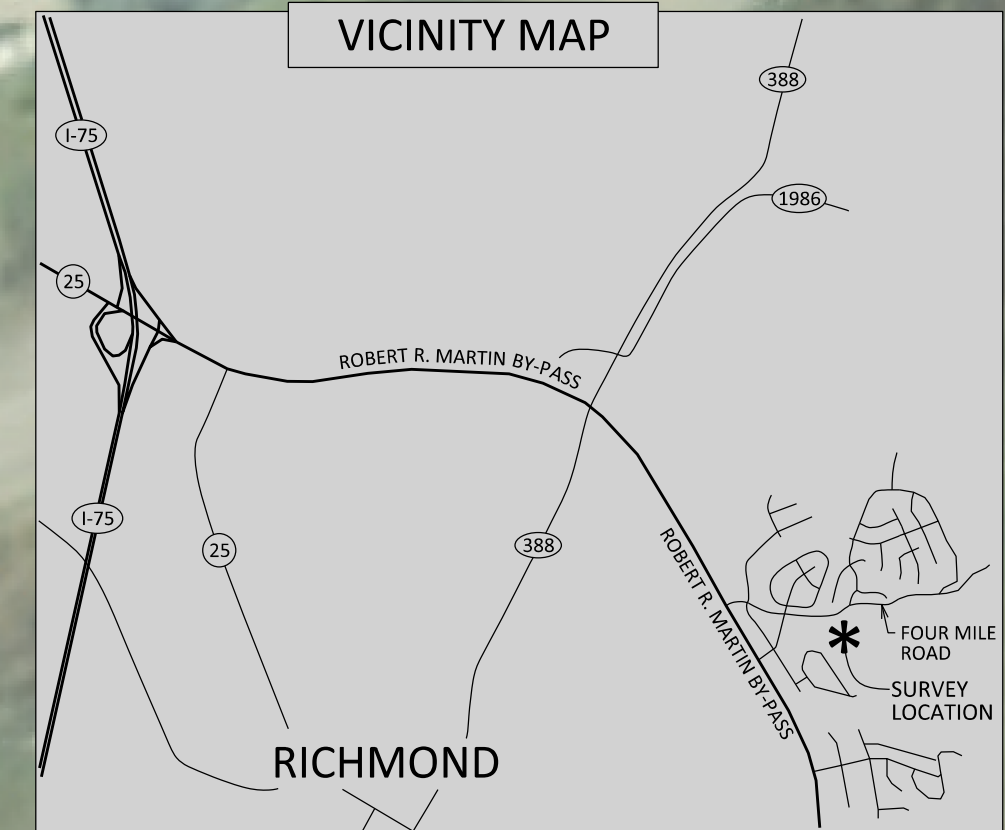 VICINITY MAP
388
I-75
1986
25
ROBERT R. MARTIN BY-PASS
I-75
25
388
ROBERT R. MARTIN BY-PASS
FOUR MILE
ROAD
SURVEY
LOCATION
RICHMOND